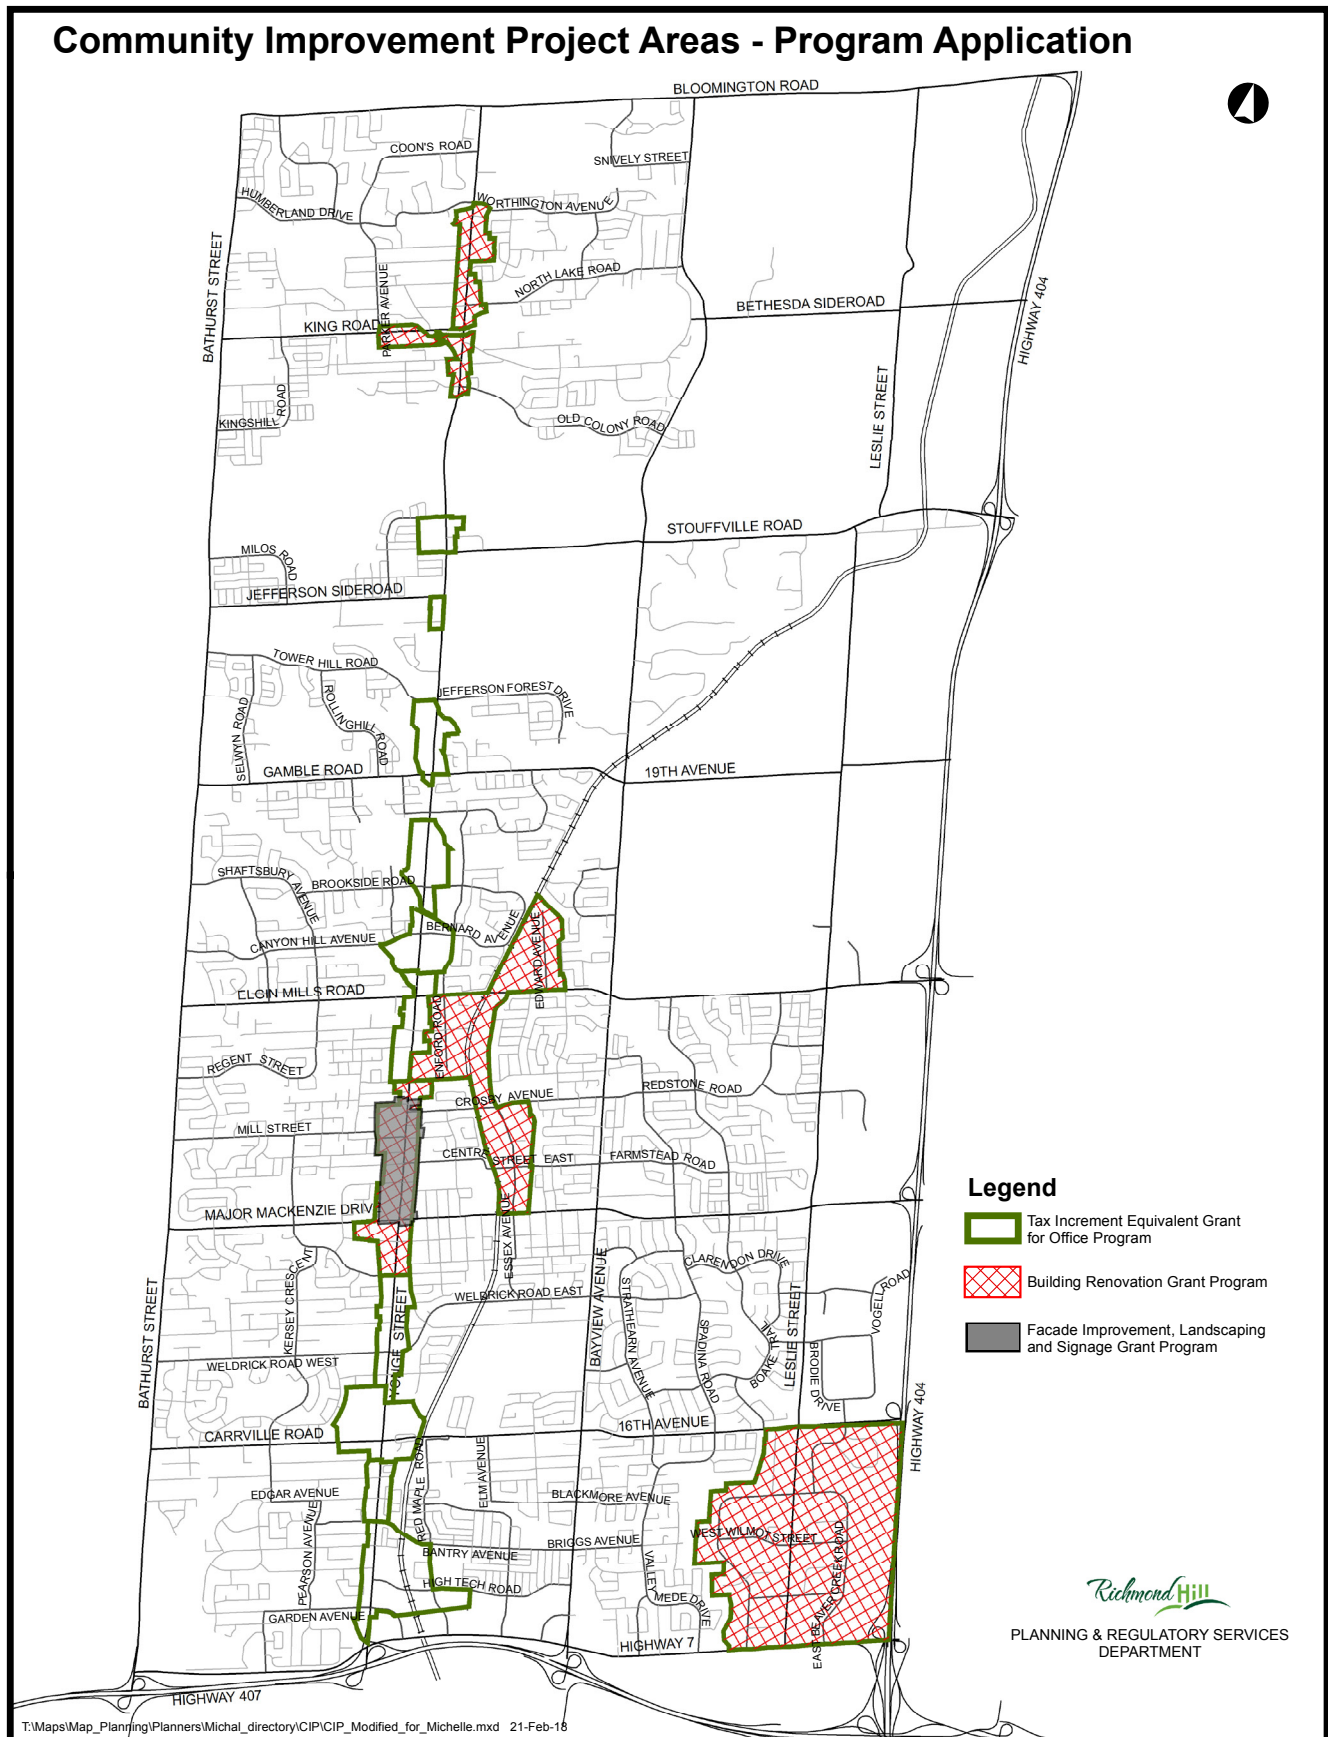 Community Improvement Project Areas - Program Application
BLOOMINGTON ROAD
COON'S ROAD
SNIVELY STREET
HUMBERLAND DRIVE
WORTHINGTON AVENUE
BATHURST STREET
PARKER AVENUE
NORTH LAKE ROAD
BETHESDA SIDEROAD
KING ROAD
HIGHWAY 404
LESLIE STREET
KINGSHILL ROAD
OLD COLONY ROAD
STOUFFVILLE ROAD
MILOS ROAD
JEFFERSON SIDEROAD
TOWER HILL ROAD
JEFFERSON FOREST DRIVE
ROLLINGHILL ROAD
SELWYN ROAD
GAMBLE ROAD
19TH AVENUE
SHAFTSBURY AVENUE
BROOKSIDE ROAD
BERNARD AVENUE
EDWARD AVENUE
CANYON HILL AVENUE
ELGIN MILLS ROAD
ENFORD ROAD
REGENT STREET
REDSTONE ROAD
CROSBY AVENUE
MILL STREET
CENTRE STREET EAST
FARMSTEAD ROAD
MAJOR MACKENZIE DRIV
ESSEX AVENUE
KERSEY CRESCENT
CLARENDON DRIVE
BAYVIEW AVENUE
STRATHEARN AVENUE
SPADINA ROAD
BOAKE TRAIL
LESLIE STREET
BRODIE DRIVE
VOGELL ROAD
WELDRICK ROAD EAST
BATHURST STREET
YONGE STREET
WELDRICK ROAD WEST
16TH AVENUE
CARRVILLE ROAD
HIGHWAY 404
RED MAPLE ROAD
ELM AVENUE
EDGAR AVENUE
BLACKMORE AVENUE
PEARSON AVENUE
WEST WILMOT STREET
BRIGGS AVENUE
BANTRY AVENUE
VALLEY MEDE DRIVE
HIGH TECH ROAD
EAST BEAVER CREEK ROAD
GARDEN AVENUE
HIGHWAY 7
HIGHWAY 407
Legend
Tax Increment Equivalent Grant
for Office Program
Building Renovation Grant Program
Facade Improvement, Landscaping
and Signage Grant Program
Richmond Hill
PLANNING & REGULATORY SERVICES
DEPARTMENT
T:\Maps\Map_Planning\Planners\Michal_directory\CIP\CIP_Modified_for_Michelle.mxd 21-Feb-18